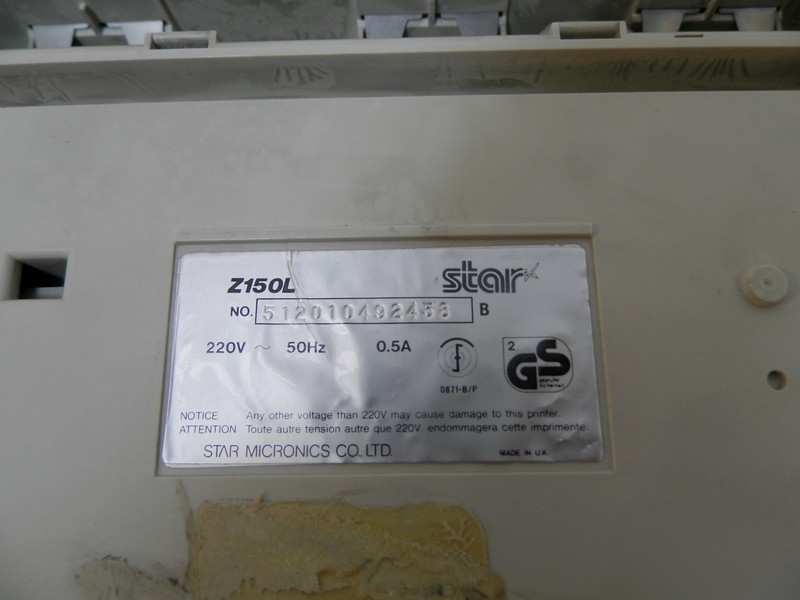 Z150L star
NO. 512010492458 B
220V ~ 50Hz 0.5A
0871-B/P
2 GS
NOTICE Any other voltage than 220V may cause damage to this printer.
ATTENTION Toute autre tension autre que 220V, endommagera cette imprimente.
STAR MICRONICS CO., LTD. MADE IN U.K.